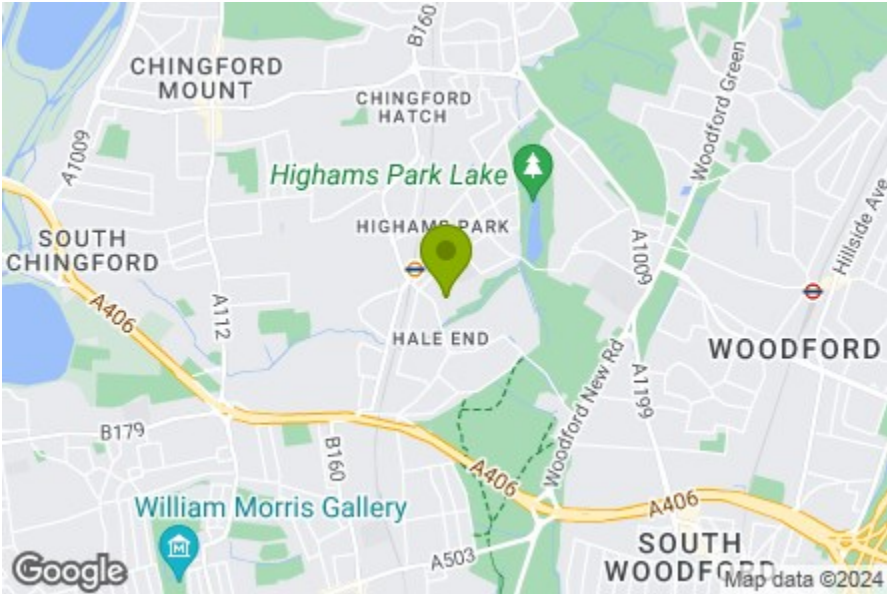 B160
CHINGFORD
MOUNT
CHINGFORD
HATCH
Woodford Green
A1009
Highams Park Lake
HIGHAMS PARK
Hillside Ave
SOUTH
CHINGFORD
A1009
A406
A112
HALE END
WOODFORD
Woodford New Rd
A1199
B179
B160
A406
A406
William Morris Gallery
M
A503
SOUTH
WOODFORD
Google
Map data ©2024